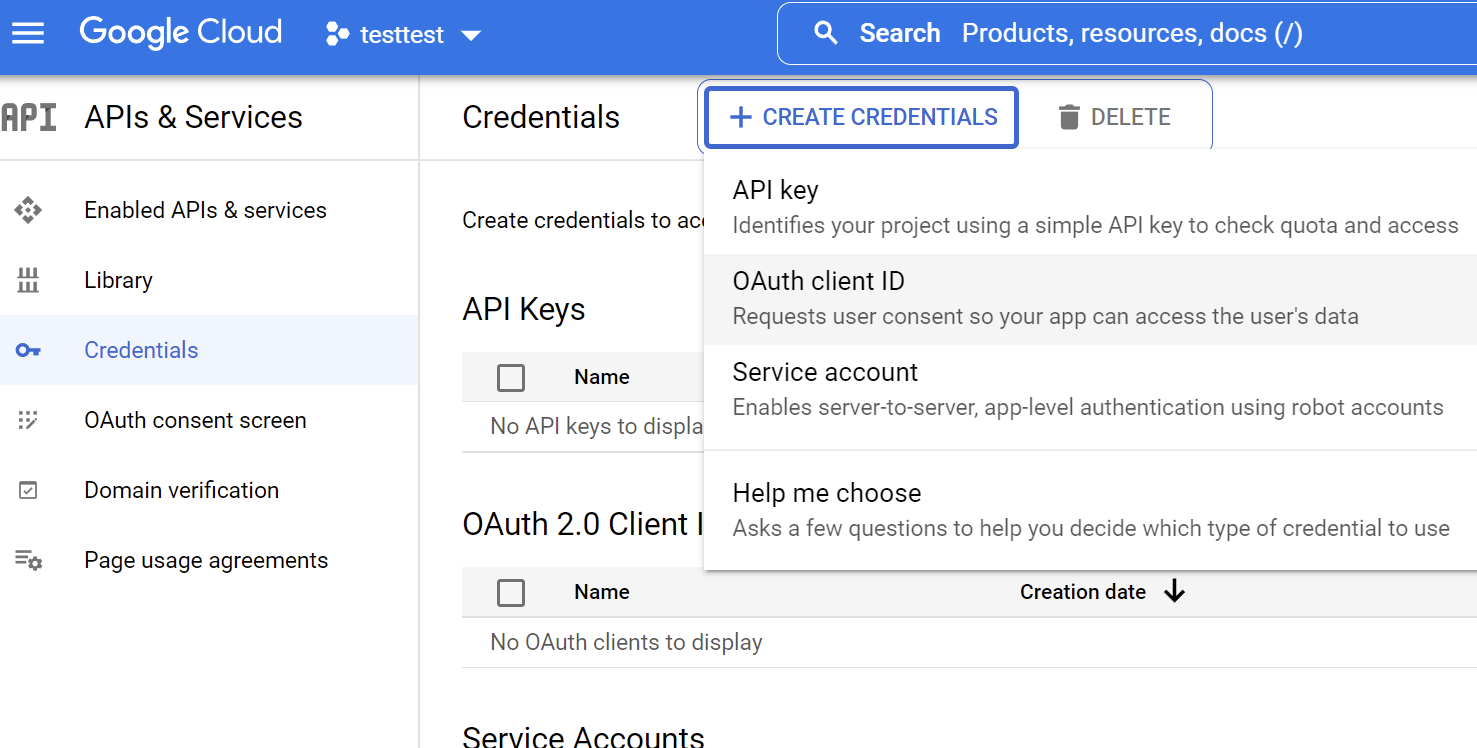 Google Cloud
testtest
Search Products, resources, docs (/)
API
APIs & Services
Enabled APIs & services
Library
Credentials
OAuth consent screen
Domain verification
Page usage agreements
Credentials
CREATE CREDENTIALS
DELETE
API key
Identifies your project using a simple API key to check quota and access
OAuth client ID
Requests user consent so your app can access the user's data
Service account
Enables server-to-server, app-level authentication using robot accounts
Help me choose
Asks a few questions to help you decide which type of credential to use
Create credentials to acc
API Keys
Name
No API keys to displa
OAuth 2.0 Client I
Name
Creation date
No OAuth clients to display
Service Accounts